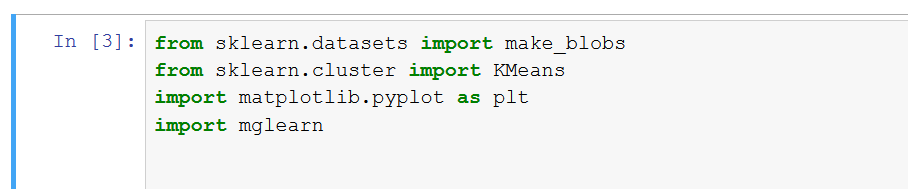 In [3]: from sklearn.datasets import make_blobs
from sklearn.cluster import KMeans
import matplotlib.pyplot as plt
import mglearn